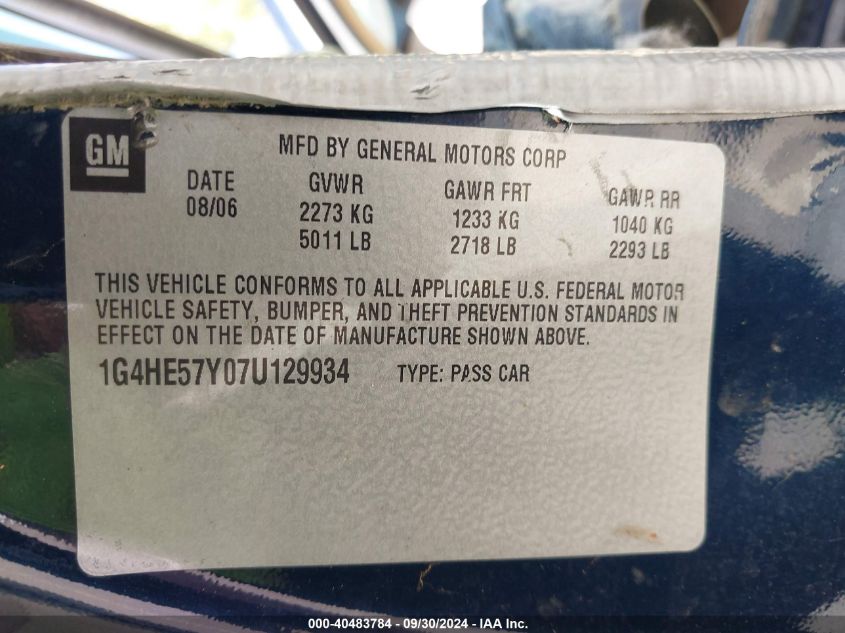 GM
MFD BY GENERAL MOTORS CORP
DATE GVWR GAWR FRT GAWR RR
08/06 2273 KG 1233 KG 1040 KG
5011 LB 2718 LB 2293 LB
THIS VEHICLE CONFORMS TO ALL APPLICABLE U.S. FEDERAL MOTOR
VEHICLE SAFETY, BUMPER, AND THEFT PREVENTION STANDARDS IN
EFFECT ON THE DATE OF MANUFACTURE SHOWN ABOVE.
1G4HE57Y07U129934 TYPE: PASS CAR
000-40483784 - 09/30/2024 - IAA Inc.